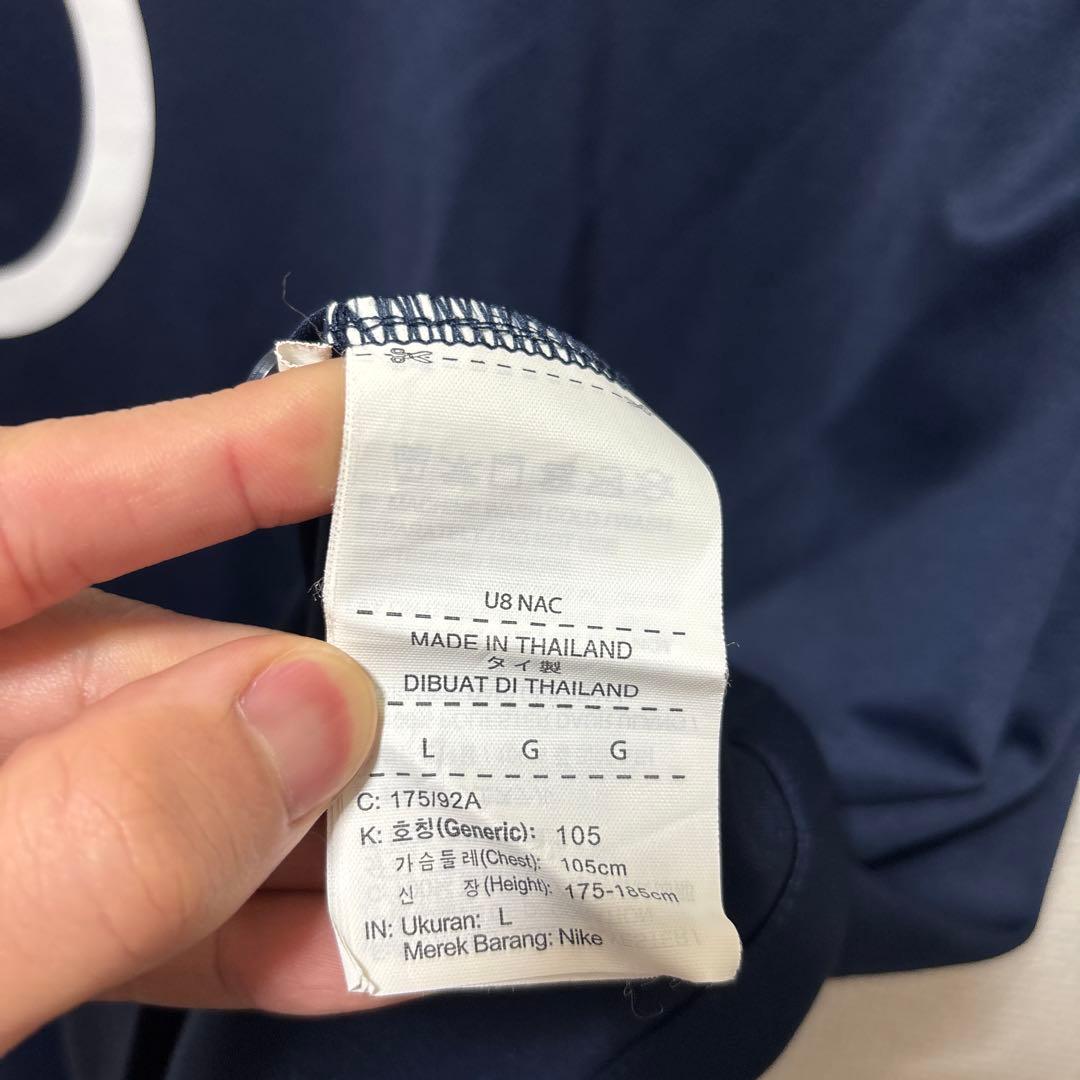 U8 NAC
MADE IN THAILAND
タイ製
DIBUAT DI THAILAND
L G G
C: 175/92A
K: 호칭(Generic): 105
가슴둘레(Chest): 105cm
신 장(Height): 175-185cm
IN: Ukuran: L
Merek Barang: Nike